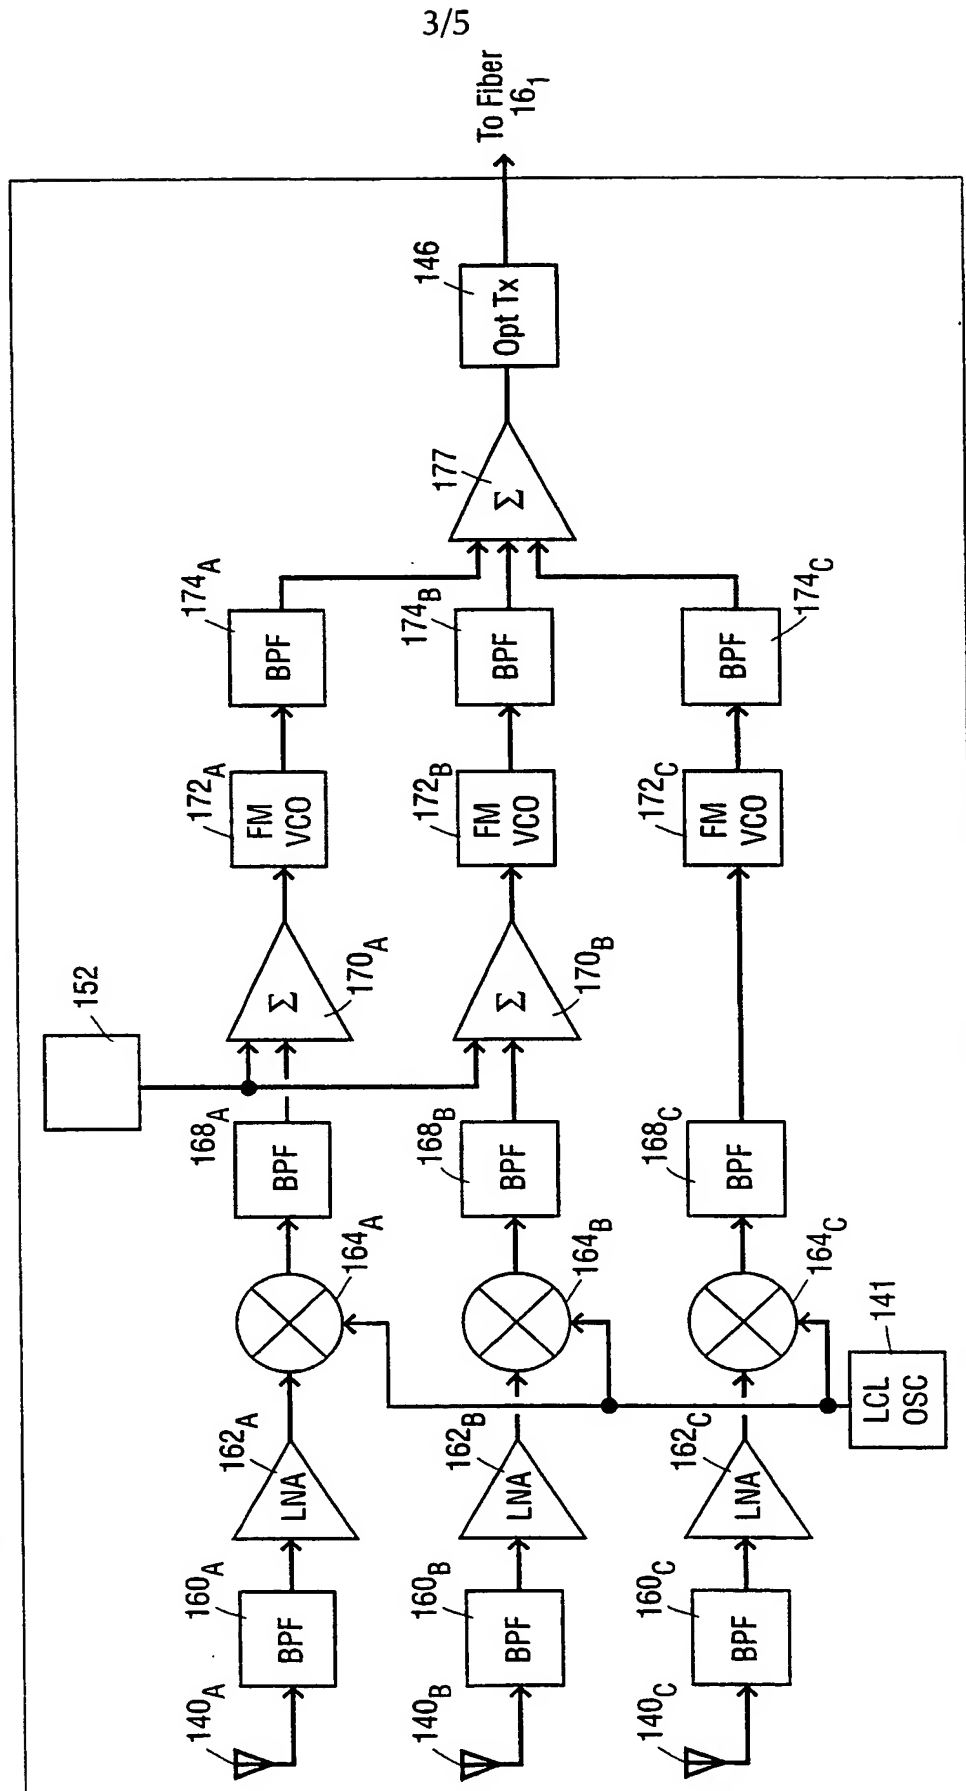 3/5
To Fiber
16₁
146
Opt Tx
177
Σ
174A
BPF
174B
BPF
174C
BPF
172A
FM
VCO
172B
FM
VCO
172C
FM
VCO
152
Σ
170A
Σ
170B
168A
BPF
168B
BPF
168C
BPF
164A
164B
164C
141
LCL
OSC
162A
LNA
162B
LNA
162C
LNA
160A
BPF
160B
BPF
160C
BPF
140A
140B
140C